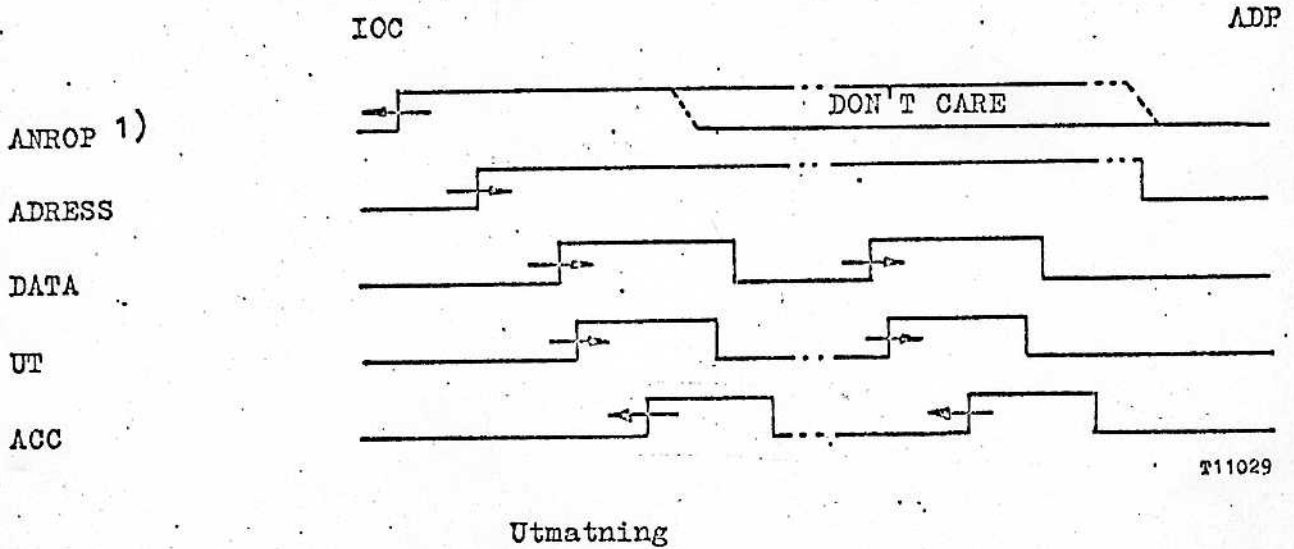 IOC ADP
DON'T CARE
ANROP 1)
ADRESS
DATA
UT
ACC
T11029
Utmatning